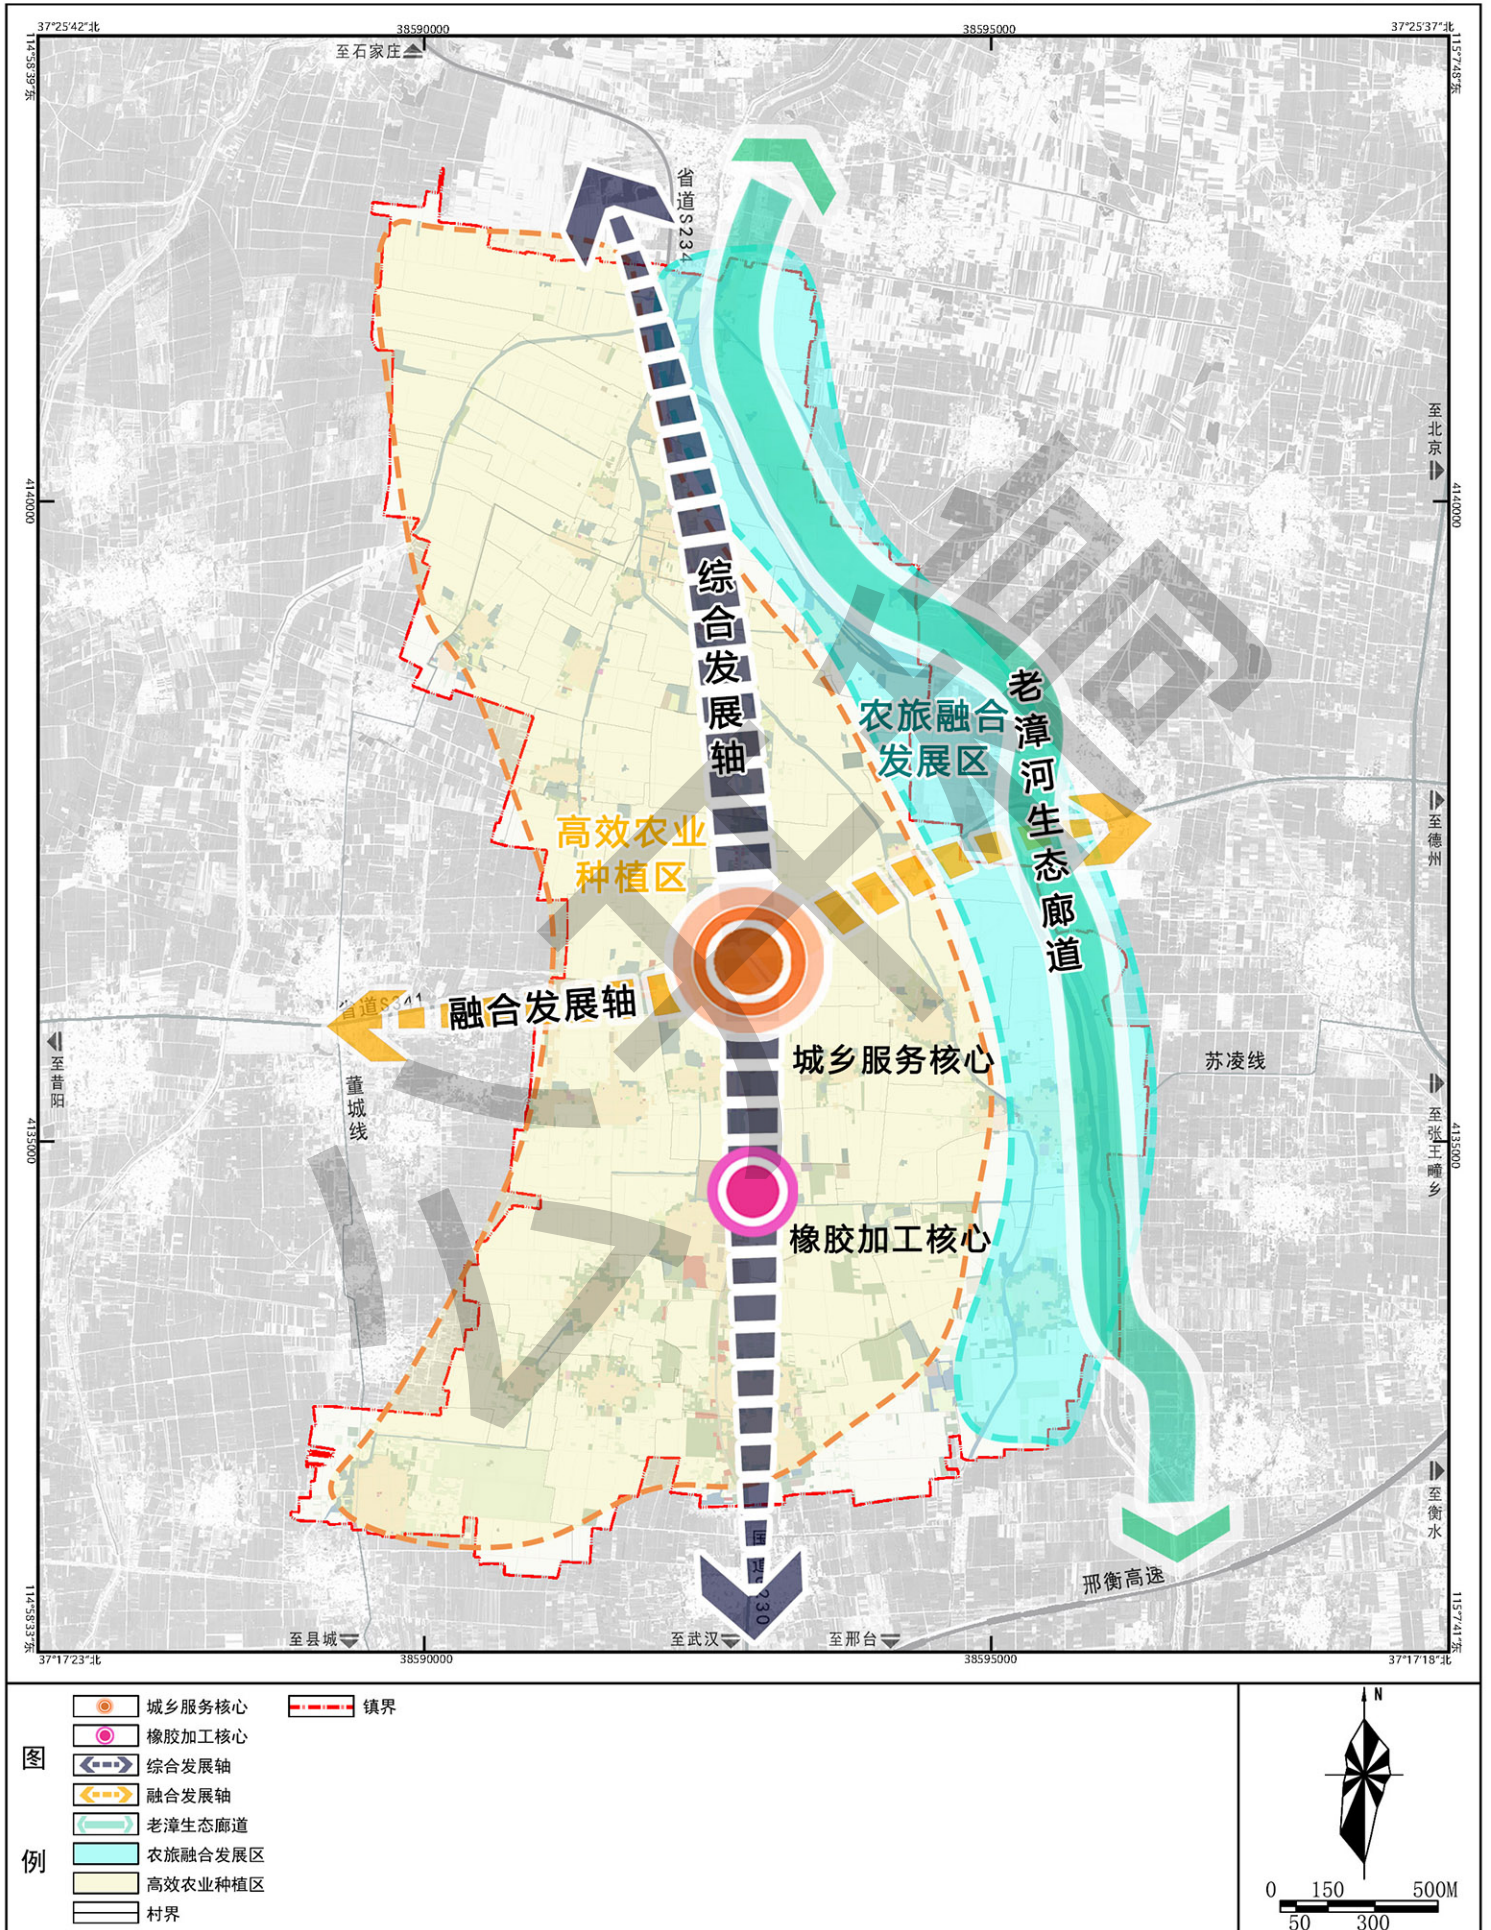 37°25′42″北
38590000
38595000
37°25′37″北
114°58′39″东
115°7′48″东
至石家庄
省道S234
至北京
4140000
4140000
综合发展轴
老漳河生态廊道
农旅融合
发展区
高效农业
种植区
至德州
省道S341
融合发展轴
城乡服务核心
苏凌线
至昔阳
董城线
至张王疃乡
4135000
4135000
橡胶加工核心
公示稿
至衡水
邢衡高速
国道G230
114°58′33″东
115°7′41″东
至县城
至武汉
至邢台
37°17′23″北
38590000
38595000
37°17′18″北
图例
城乡服务核心
镇界
橡胶加工核心
综合发展轴
融合发展轴
老漳生态廊道
农旅融合发展区
高效农业种植区
村界
N
0 150 500M
50 300